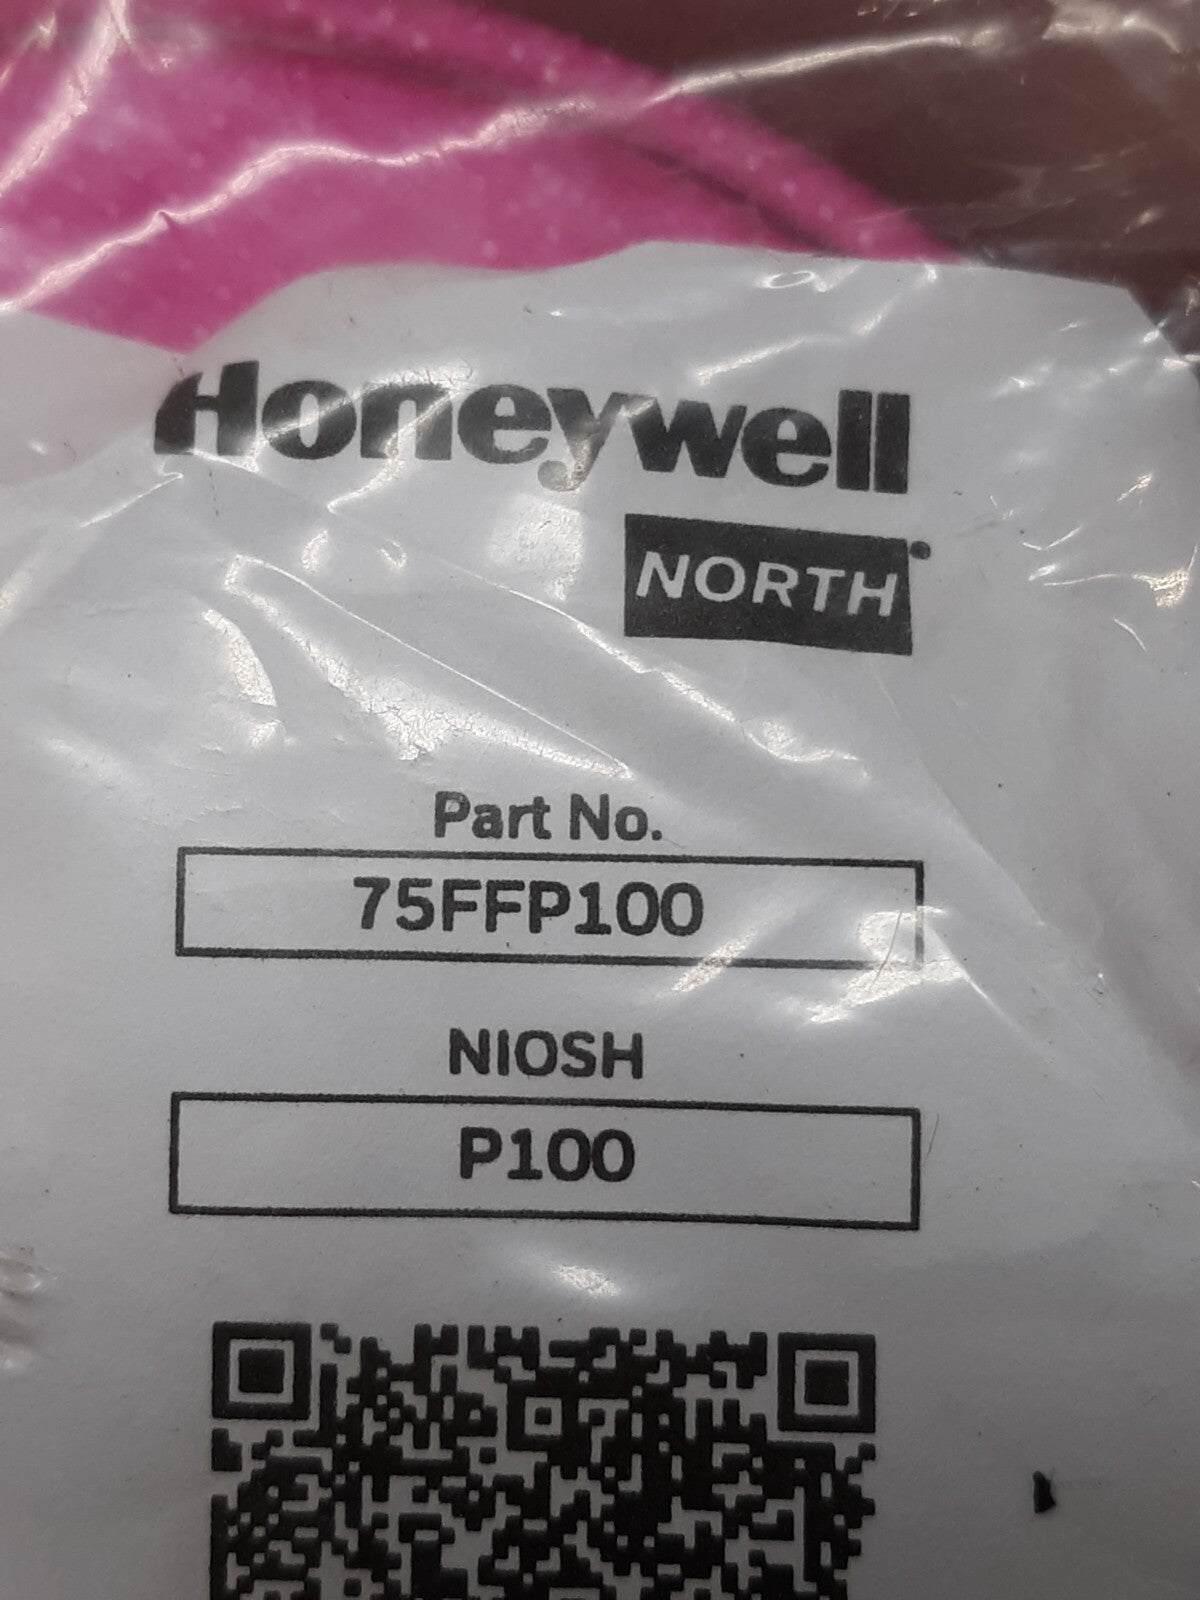 Honeywell
NORTH
Part No.
75FFP100
NIOSH
P100